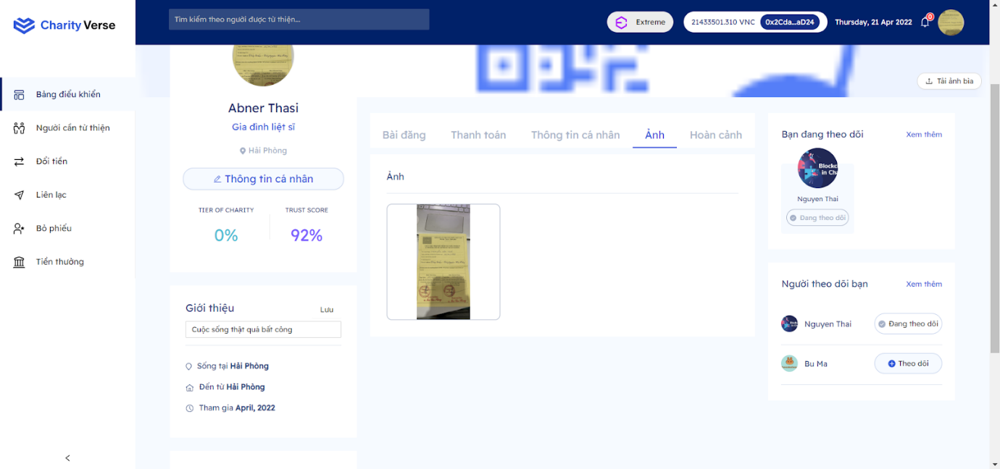 Charity Verse
Tìm kiếm theo người được từ thiện...
Extreme
21433501.310 VNC 0x2Cda...aD24
Thursday, 21 Apr 2022
0
Bảng điều khiển
Người cần từ thiện
Đổi tiền
Liên lạc
Bỏ phiếu
Tiền thưởng
Tải ảnh bìa
Abner Thasi
Gia đình liệt sĩ
Hải Phòng
Thông tin cá nhân
TIER OF CHARITY TRUST SCORE
0% 92%
Giới thiệu Lưu
Cuộc sống thật quá bất công
Sống tại Hải Phòng
Đến từ Hải Phòng
Tham gia April, 2022
Bài đăng Thanh toán Thông tin cá nhân Ảnh Hoàn cảnh
Ảnh
Bạn đang theo dõi Xem thêm
Blockc
in Cha
Nguyen Thai
Đang theo dõi
Người theo dõi bạn Xem thêm
Nguyen Thai Đang theo dõi
Bu Ma Theo dõi